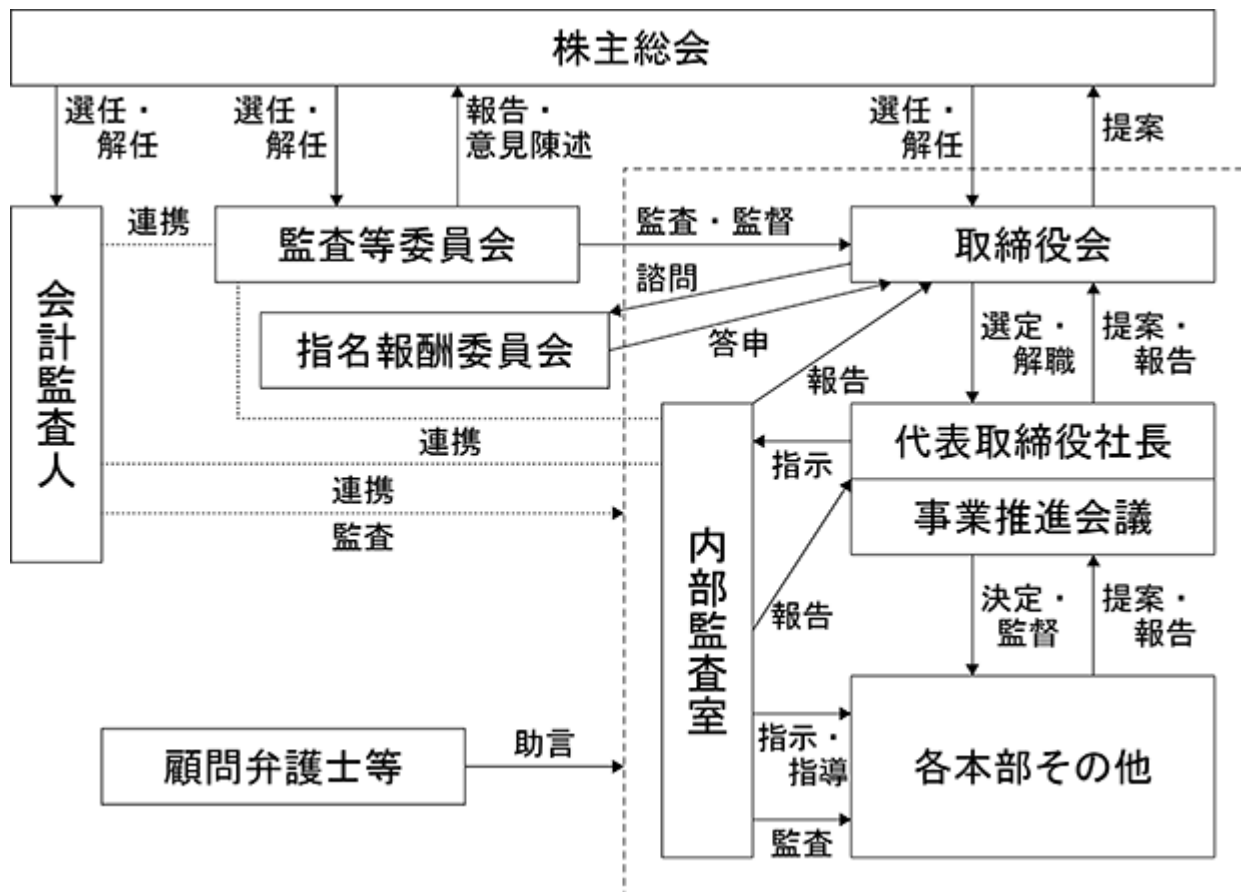 株主総会
選任・
解任
選任・
解任
報告・
意見陳述
選任・
解任
提案
連携
監査等委員会
監査・監督
取締役会
諮問
会計監査人
指名報酬委員会
答申
選定・
解職
提案・
報告
報告
連携
指示
代表取締役社長
連携
監査
事業推進会議
内部監査室
報告
決定・
監督
提案・
報告
顧問弁護士等
助言
指示・
指導
各本部その他
監査